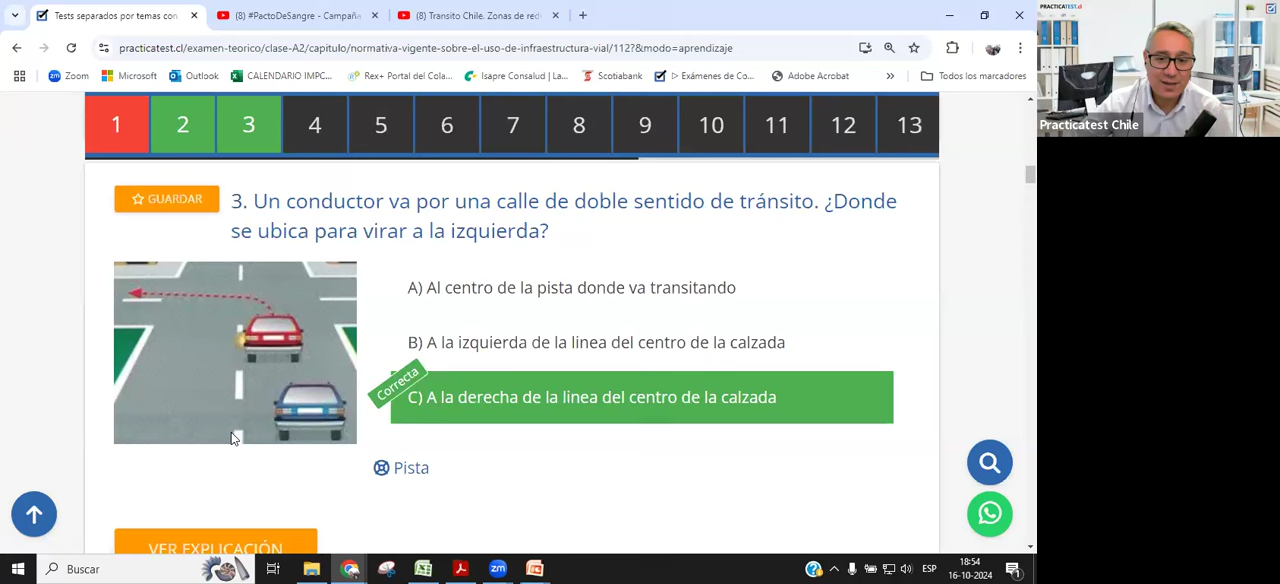 Tests separados por temas con
(8) #PactoDeSangre - Campaña
(8) Transito Chile. Zonas de red
practicatest.cl/examen-teorico/clase-A2/capitulo/normativa-vigente-sobre-el-uso-de-infraestructura-vial/112?&modo=aprendizaje
Zoom
Microsoft
Outlook
CALENDARIO IMPC...
Rex+ Portal del Cola...
Isapre Consalud | La...
Scotiabank
▷ Exámenes de Co...
Adobe Acrobat
»
Todos los marcadores
PRACTICATEST.cl
Practicatest Chile
1 2 3 4 5 6 7 8 9 10 11 12 13
GUARDAR
3. Un conductor va por una calle de doble sentido de tránsito. ¿Donde
se ubica para virar a la izquierda?
A) Al centro de la pista donde va transitando
B) A la izquierda de la linea del centro de la calzada
Correcta
C) A la derecha de la linea del centro de la calzada
Pista
VER EXPLICACIÓN
Buscar
ESP
18:54
16-10-2024
1